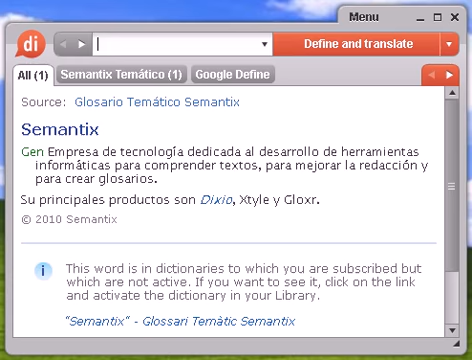 Menu
di
Define and translate
All (1)
Semantix Temático (1)
Google Define
Source: Glosario Temático Semantix
Semantix
Gen Empresa de tecnología dedicada al desarrollo de herramientas
informáticas para comprender textos, para mejorar la redacción y
para crear glosarios.
Su principales productos son Dixio, Xtyle y Gloxr.
© 2010 Semantix
i
This word is in dictionaries to which you are subscribed but
which are not active. If you want to see it, click on the link
and activate the dictionary in your Library.
"Semantix" - Glossari Temàtic Semantix